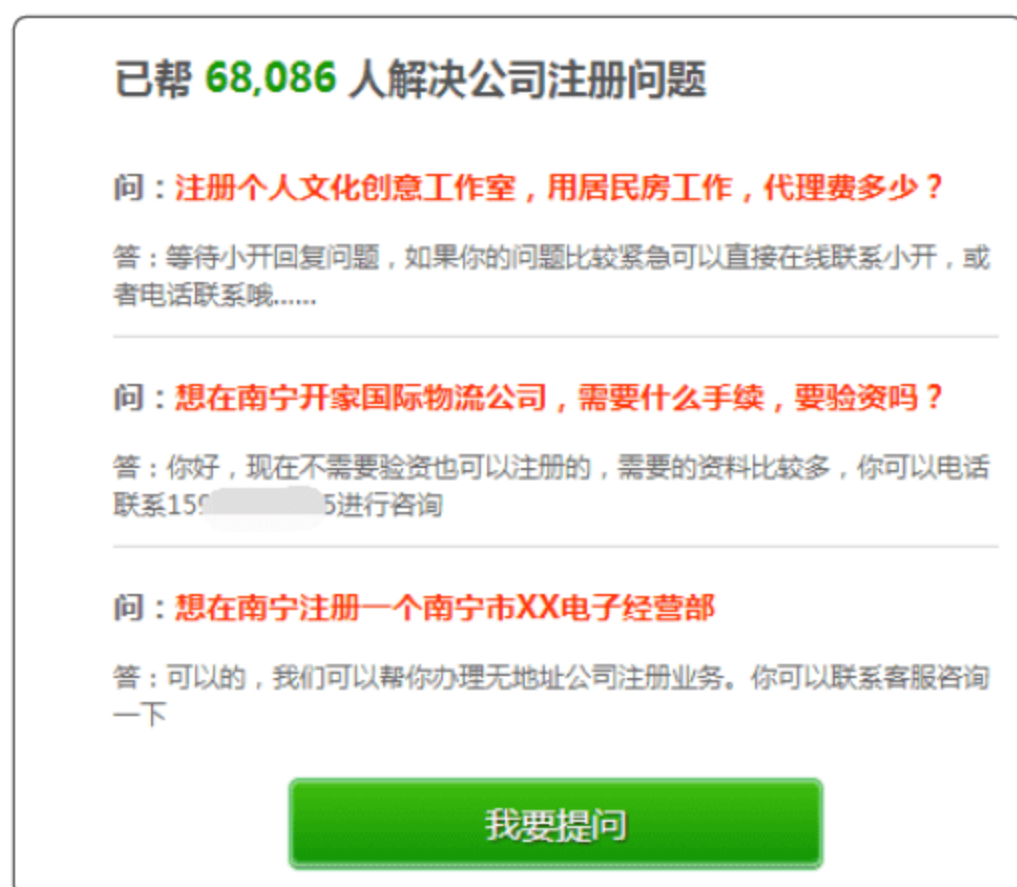 已帮 68,086 人解决公司注册问题
问：注册个人文化创意工作室，用居民房工作，代理费多少？
答：等待小开回复问题，如果你的问题比较紧急可以直接在线联系小开，或
者电话联系哦......
问：想在南宁开家国际物流公司，需要什么手续，要验资吗？
答：你好，现在不需要验资也可以注册的，需要的资料比较多，你可以电话
联系159 5进行咨询
问：想在南宁注册一个南宁市XX电子经营部
答：可以的，我们可以帮你办理无地址公司注册业务。你可以联系客服咨询
一下
我要提问